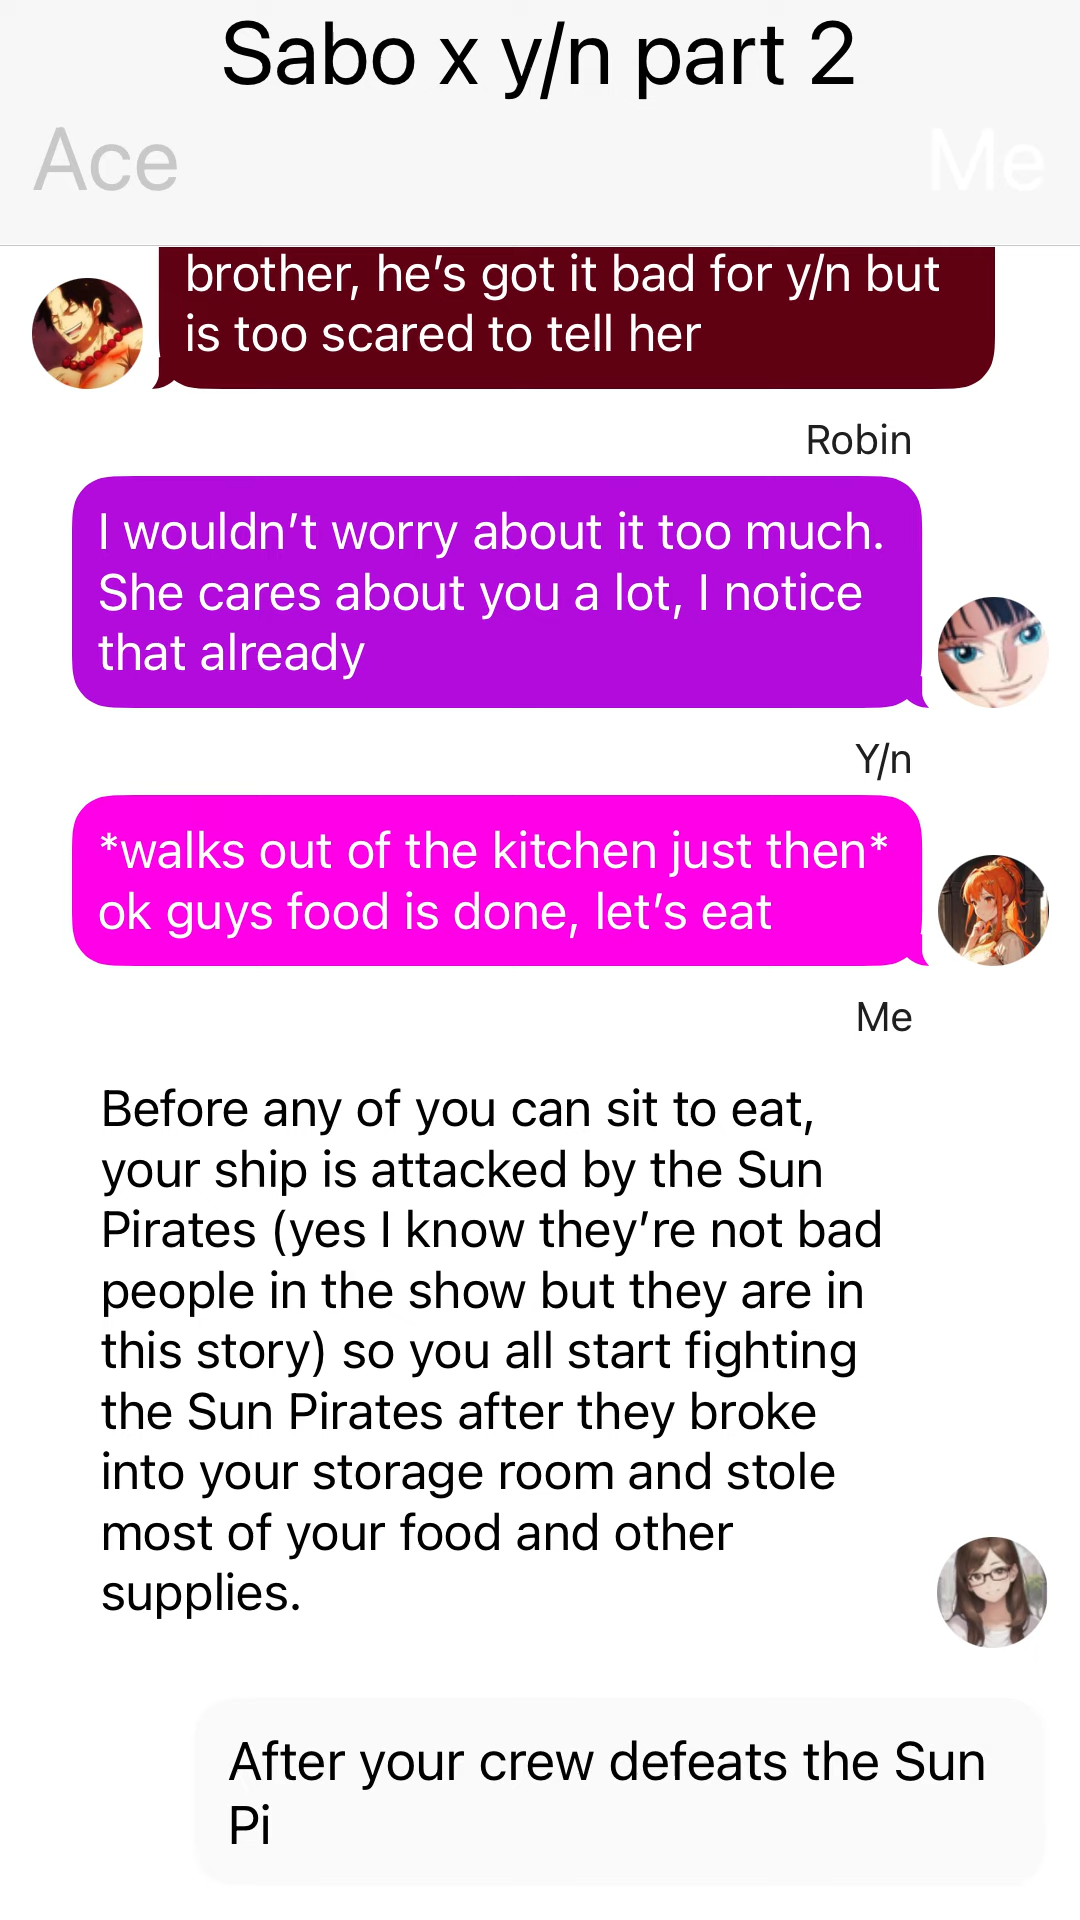 Sabo x y/n part 2
Ace
Me
brother, he’s got it bad for y/n but
is too scared to tell her
Robin
I wouldn’t worry about it too much.
She cares about you a lot, I notice
that already
Y/n
*walks out of the kitchen just then*
ok guys food is done, let’s eat
Me
Before any of you can sit to eat,
your ship is attacked by the Sun
Pirates (yes I know they’re not bad
people in the show but they are in
this story) so you all start fighting
the Sun Pirates after they broke
into your storage room and stole
most of your food and other
supplies.
After your crew defeats the Sun
Pi